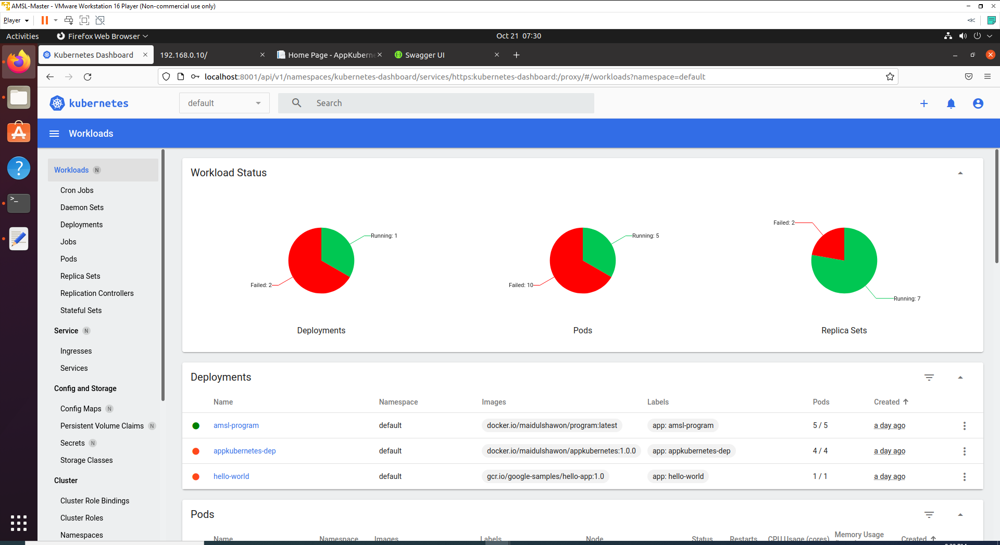 AMSL-Master - VMware Workstation 16 Player (Non-commercial use only)
Player
Activities Firefox Web Browser Oct 21 07:30
Kubernetes Dashboard 192.168.0.10/ Home Page - AppKuberne Swagger UI
localhost:8001/api/v1/namespaces/kubernetes-dashboard/services/https:kubernetes-dashboard:/proxy/#/workloads?namespace=default
kubernetes default Search
Workloads
Workloads N
Cron Jobs
Daemon Sets
Deployments
Jobs
Pods
Replica Sets
Replication Controllers
Stateful Sets
Service N
Ingresses
Services
Config and Storage
Config Maps N
Persistent Volume Claims N
Secrets N
Storage Classes
Cluster
Cluster Role Bindings
Cluster Roles
Namespaces
Workload Status
Running: 1
Failed: 2
Deployments
Running: 5
Failed: 10
Pods
Failed: 2
Running: 7
Replica Sets
Deployments
Name Namespace Images Labels Pods Created
amsl-program default docker.io/maidulshawon/program:latest app: amsl-program 5 / 5 a day ago
appkubernetes-dep default docker.io/maidulshawon/appkubernetes:1.0.0 app: appkubernetes-dep 4 / 4 a day ago
hello-world default gcr.io/google-samples/hello-app:1.0 app: hello-world 1 / 1 a day ago
Pods
Name Namespace Images Labels Node Status Restarts CPU Usage (cores) Memory Usage Created